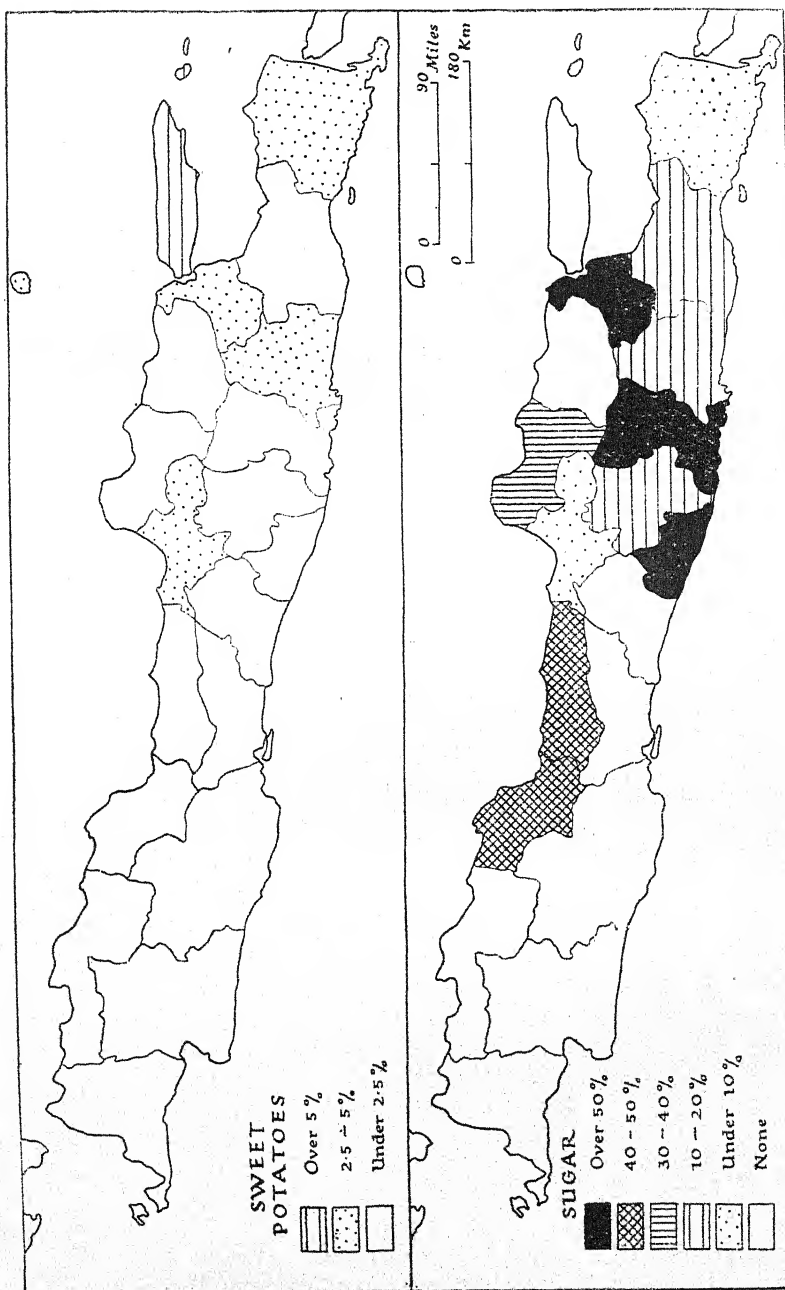 SWEET
POTATOES
Over 5%
2·5 – 5%
Under 2·5%
90 Miles
0
180 Km
0
SUGAR
Over 50%
40 – 50%
30 – 40%
10 – 20%
Under 10%
None